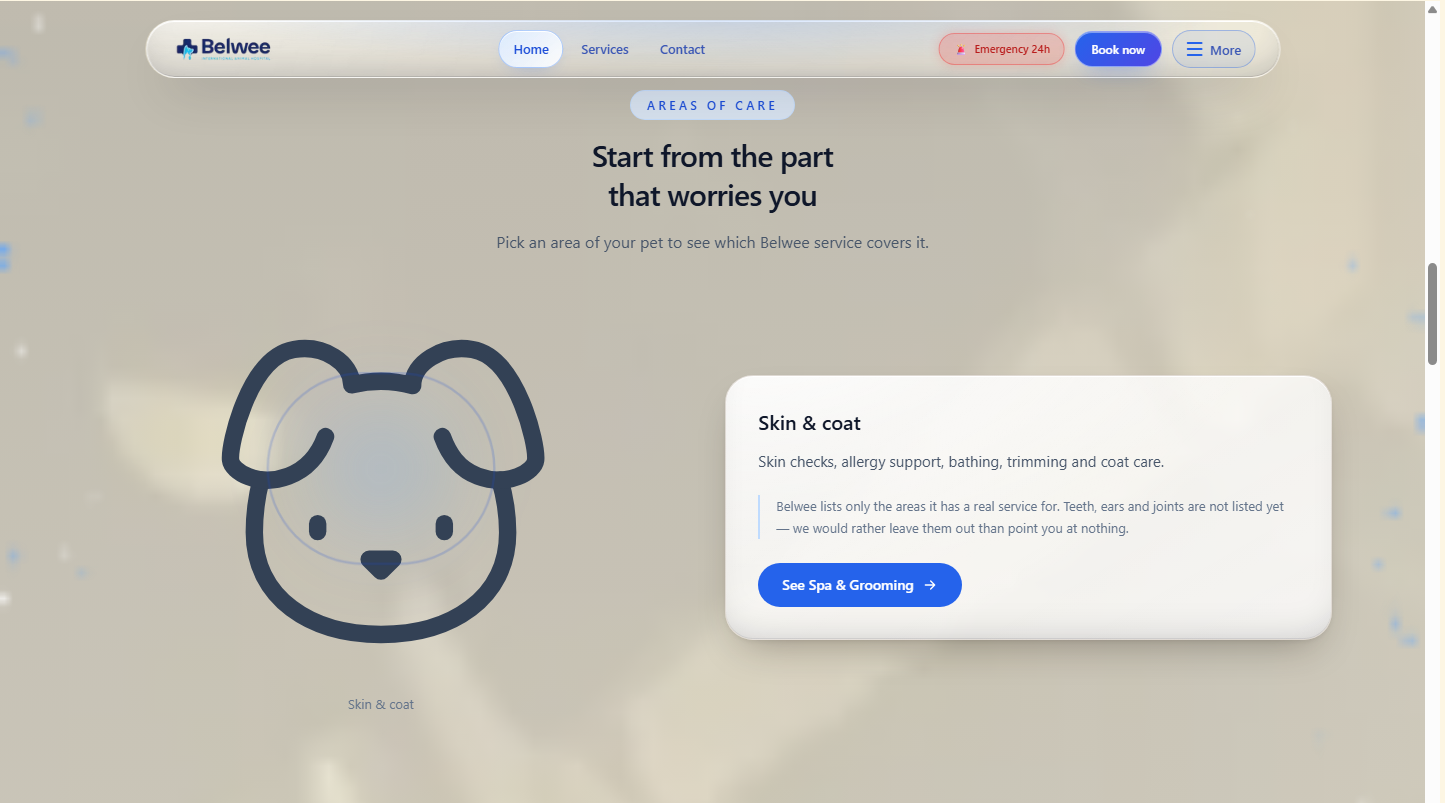 Belwee
INTERNATIONAL ANIMAL HOSPITAL
Home
Services
Contact
Emergency 24h
Book now
More
AREAS OF CARE
Start from the part
that worries you
Pick an area of your pet to see which Belwee service covers it.
Skin & coat
Skin checks, allergy support, bathing, trimming and coat care.
Belwee lists only the areas it has a real service for. Teeth, ears and joints are not listed yet
— we would rather leave them out than point you at nothing.
See Spa & Grooming →
Skin & coat